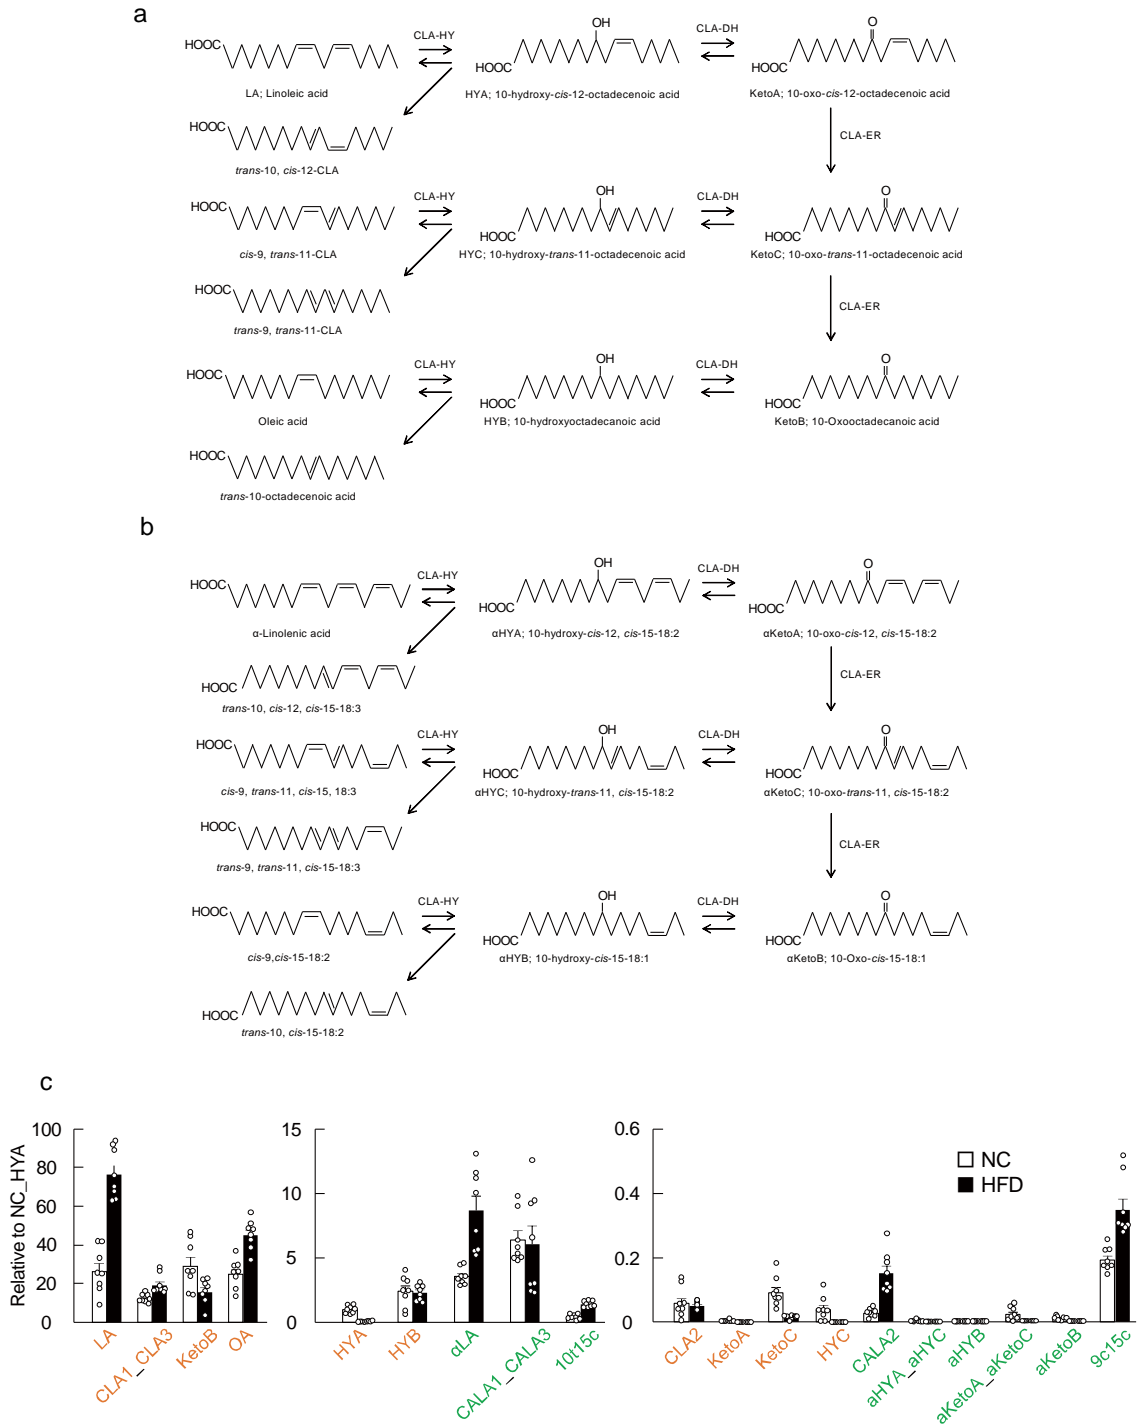 a
OH
O
HOOC
CLA-HY
CLA-DH
HOOC
HOOC
LA; Linoleic acid
HYA; 10-hydroxy-cis-12-octadecenoic acid
KetoA; 10-oxo-cis-12-octadecenoic acid
HOOC
CLA-ER
trans-10, cis-12-CLA
OH
O
CLA-HY
CLA-DH
HOOC
HOOC
HOOC
cis-9, trans-11-CLA
HYC; 10-hydroxy-trans-11-octadecenoic acid
KetoC; 10-oxo-trans-11-octadecenoic acid
HOOC
CLA-ER
trans-9, trans-11-CLA
OH
O
CLA-HY
CLA-DH
HOOC
HOOC
HOOC
Oleic acid
HYB; 10-hydroxyoctadecanoic acid
KetoB; 10-Oxooctadecanoic acid
HOOC
trans-10-octadecenoic acid
b
OH
O
CLA-HY
CLA-DH
HOOC
HOOC
HOOC
α-Linolenic acid
αHYA; 10-hydroxy-cis-12, cis-15-18:2
αKetoA; 10-oxo-cis-12, cis-15-18:2
HOOC
CLA-ER
trans-10, cis-12, cis-15-18:3
OH
O
CLA-HY
CLA-DH
HOOC
HOOC
HOOC
cis-9, trans-11, cis-15, 18:3
αHYC; 10-hydroxy-trans-11, cis-15-18:2
αKetoC; 10-oxo-trans-11, cis-15-18:2
HOOC
CLA-ER
trans-9, trans-11, cis-15-18:3
OH
O
CLA-HY
CLA-DH
HOOC
HOOC
HOOC
cis-9,cis-15-18:2
αHYB; 10-hydroxy-cis-15-18:1
αKetoB; 10-Oxo-cis-15-18:1
HOOC
trans-10, cis-15-18:2
c
Relative to NC_HYA
100
80
60
40
20
0
LA
CLA1_CLA3
KetoB
OA
15
10
5
0
HYA
HYB
αLA
CALA1_CALA3
10t15c
0.6
0.4
0.2
0
NC
HFD
CLA2
KetoA
KetoC
HYC
CALA2
aHYA_aHYC
aHYB
aKetoA_aKetoC
aKetoB
9c15c